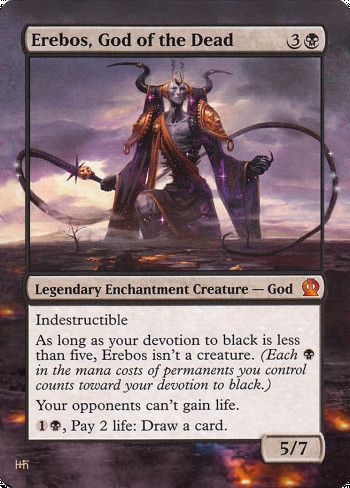 Erebos, God of the Dead 3
Legendary Enchantment Creature — God
Indestructible
As long as your devotion to black is less
than five, Erebos isn't a creature. (Each
in the mana costs of permanents you control
counts toward your devotion to black.)
Your opponents can't gain life.
1 , Pay 2 life: Draw a card.
5/7